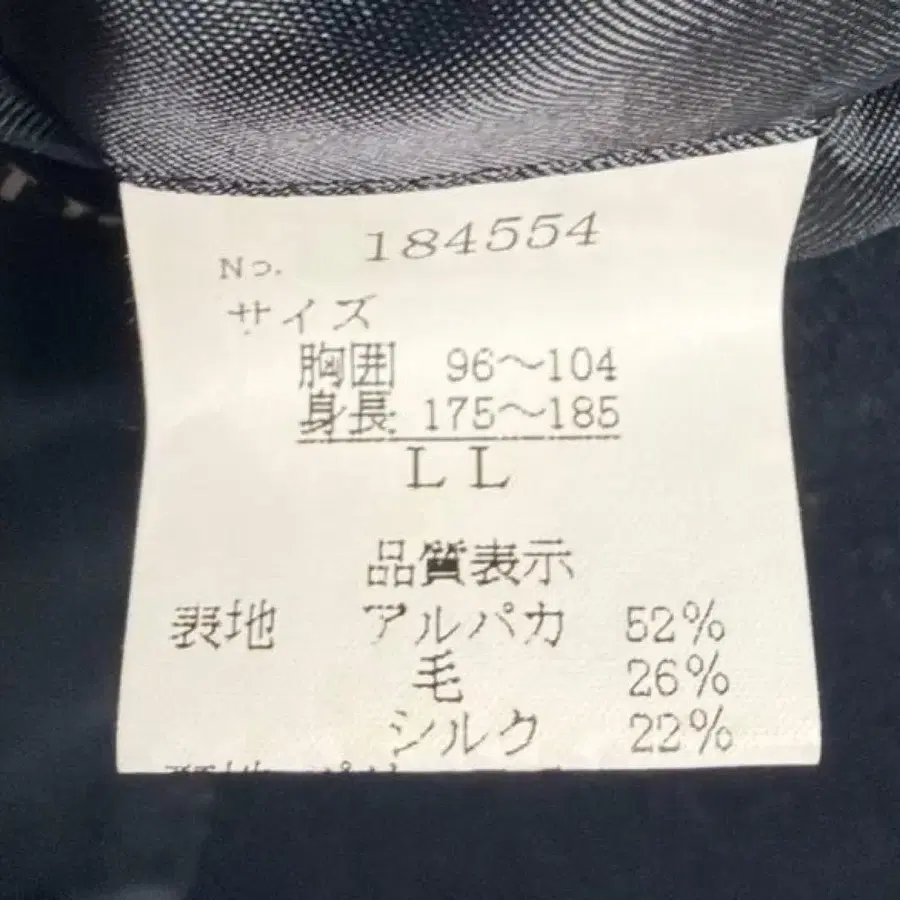 No. 184554
サイズ
胸囲 96～104
身長 175～185
LL
品質表示
表地 アルパカ 52%
毛 26%
シルク 22%